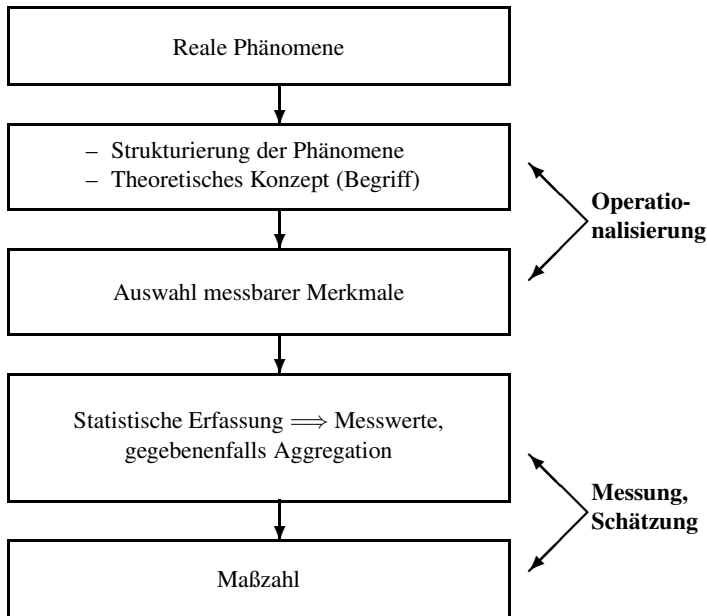 Reale Phänomene
– Strukturierung der Phänomene
– Theoretisches Konzept (Begriff)
Operatio-
nalisierung
Auswahl messbarer Merkmale
Statistische Erfassung ⟹ Messwerte,
gegebenenfalls Aggregation
Messung,
Schätzung
Maßzahl